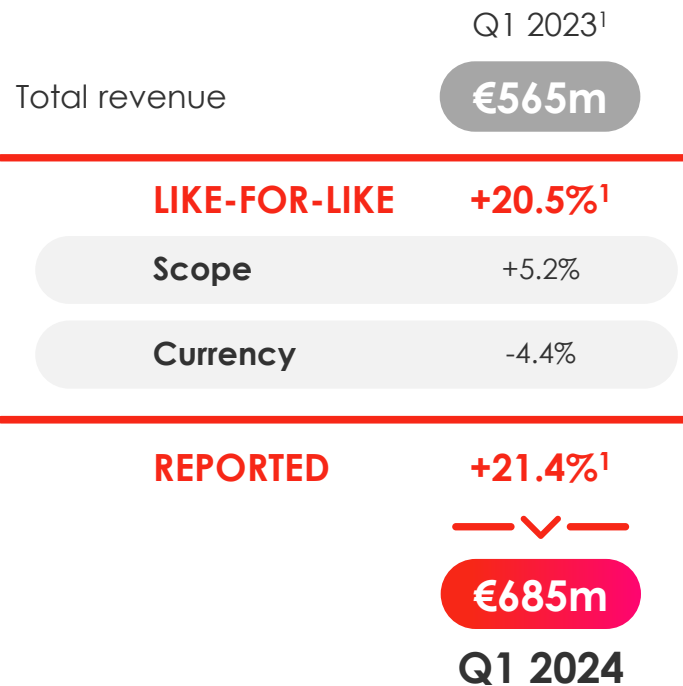 Q1 2023¹
Total revenue €565m
LIKE-FOR-LIKE +20.5%¹
Scope +5.2%
Currency -4.4%
REPORTED +21.4%¹
€685m
Q1 2024